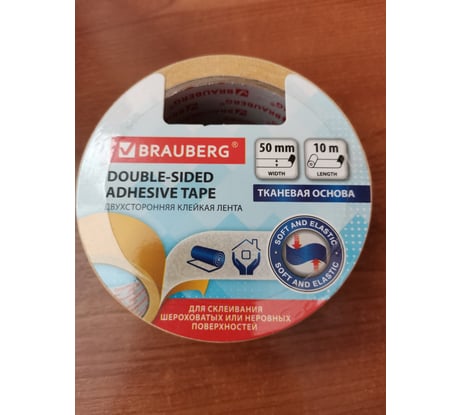 BRAUBERG
BRAUBERG®
DOUBLE-SIDED
ADHESIVE TAPE
ДВУХСТОРОННЯЯ КЛЕЙКАЯ ЛЕНТА
50 mm
WIDTH
10 m
LENGTH
ТКАНЕВАЯ ОСНОВА
SOFT AND ELASTIC
SOFT AND ELASTIC
ДЛЯ СКЛЕИВАНИЯ
ШЕРОХОВАТЫХ ИЛИ НЕРОВНЫХ
ПОВЕРХНОСТЕЙ